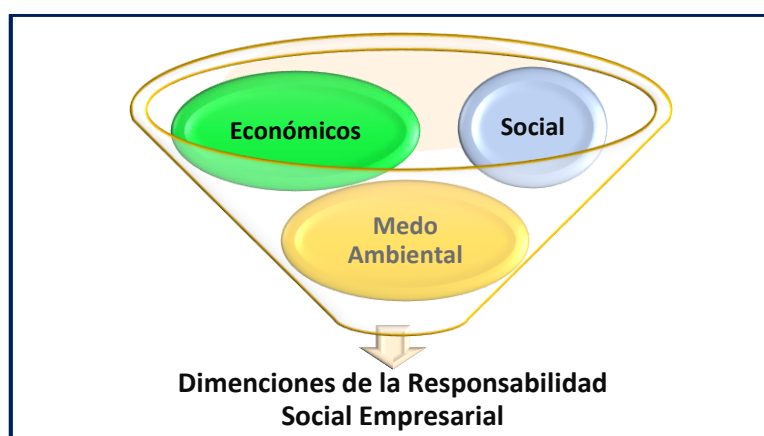 Económicos
Social
Medo
Ambiental
Dimenciones de la Responsabilidad
Social Empresarial